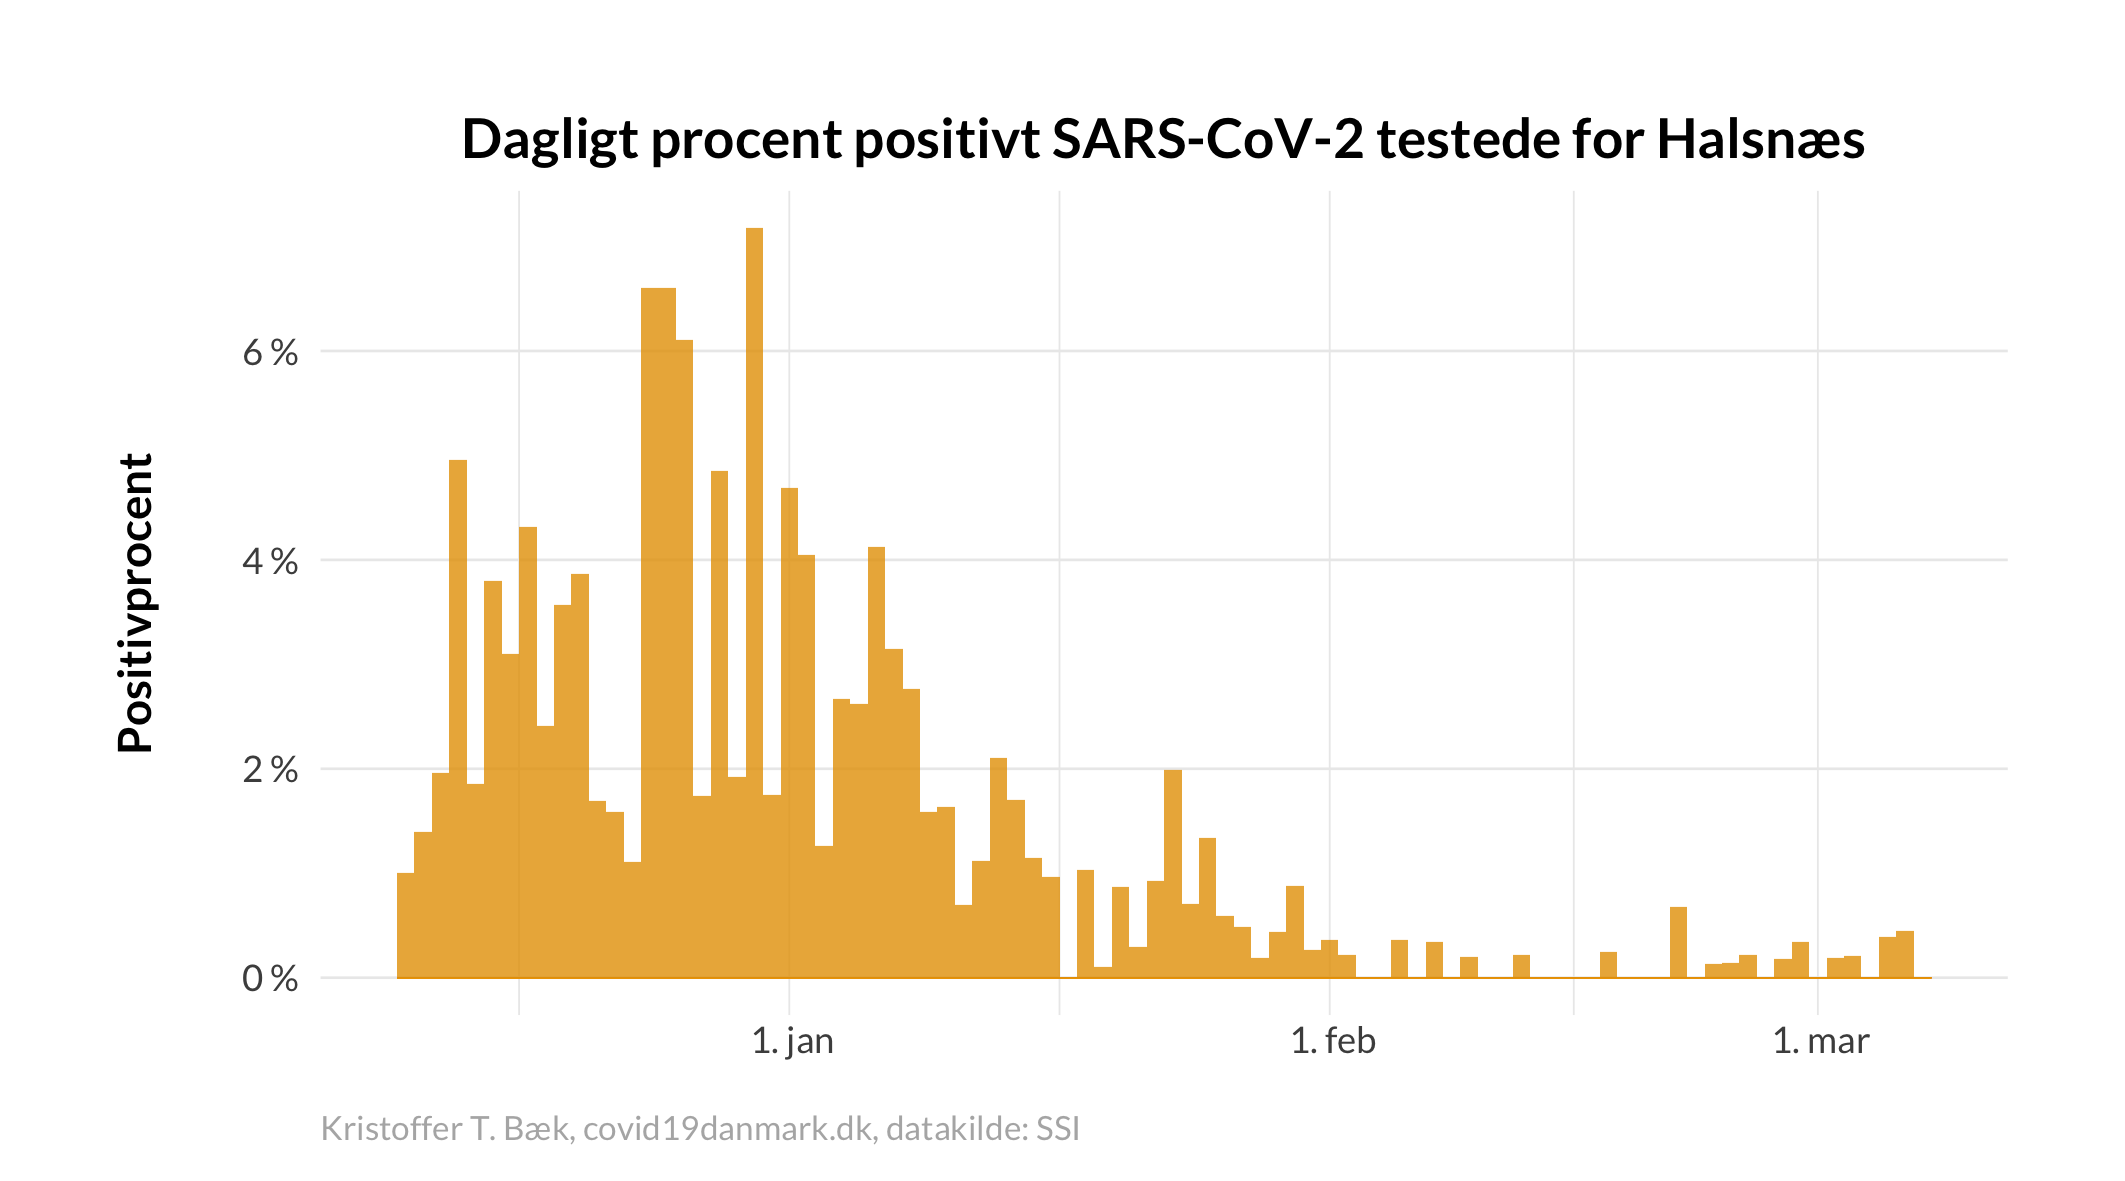 Dagligt procent positivt SARS-CoV-2 testede for Halsnæs
Positivprocent
6 %
4 %
2 %
0 %
1. jan
1. feb
1. mar
Kristoffer T. Bæk, covid19danmark.dk, datakilde: SSI